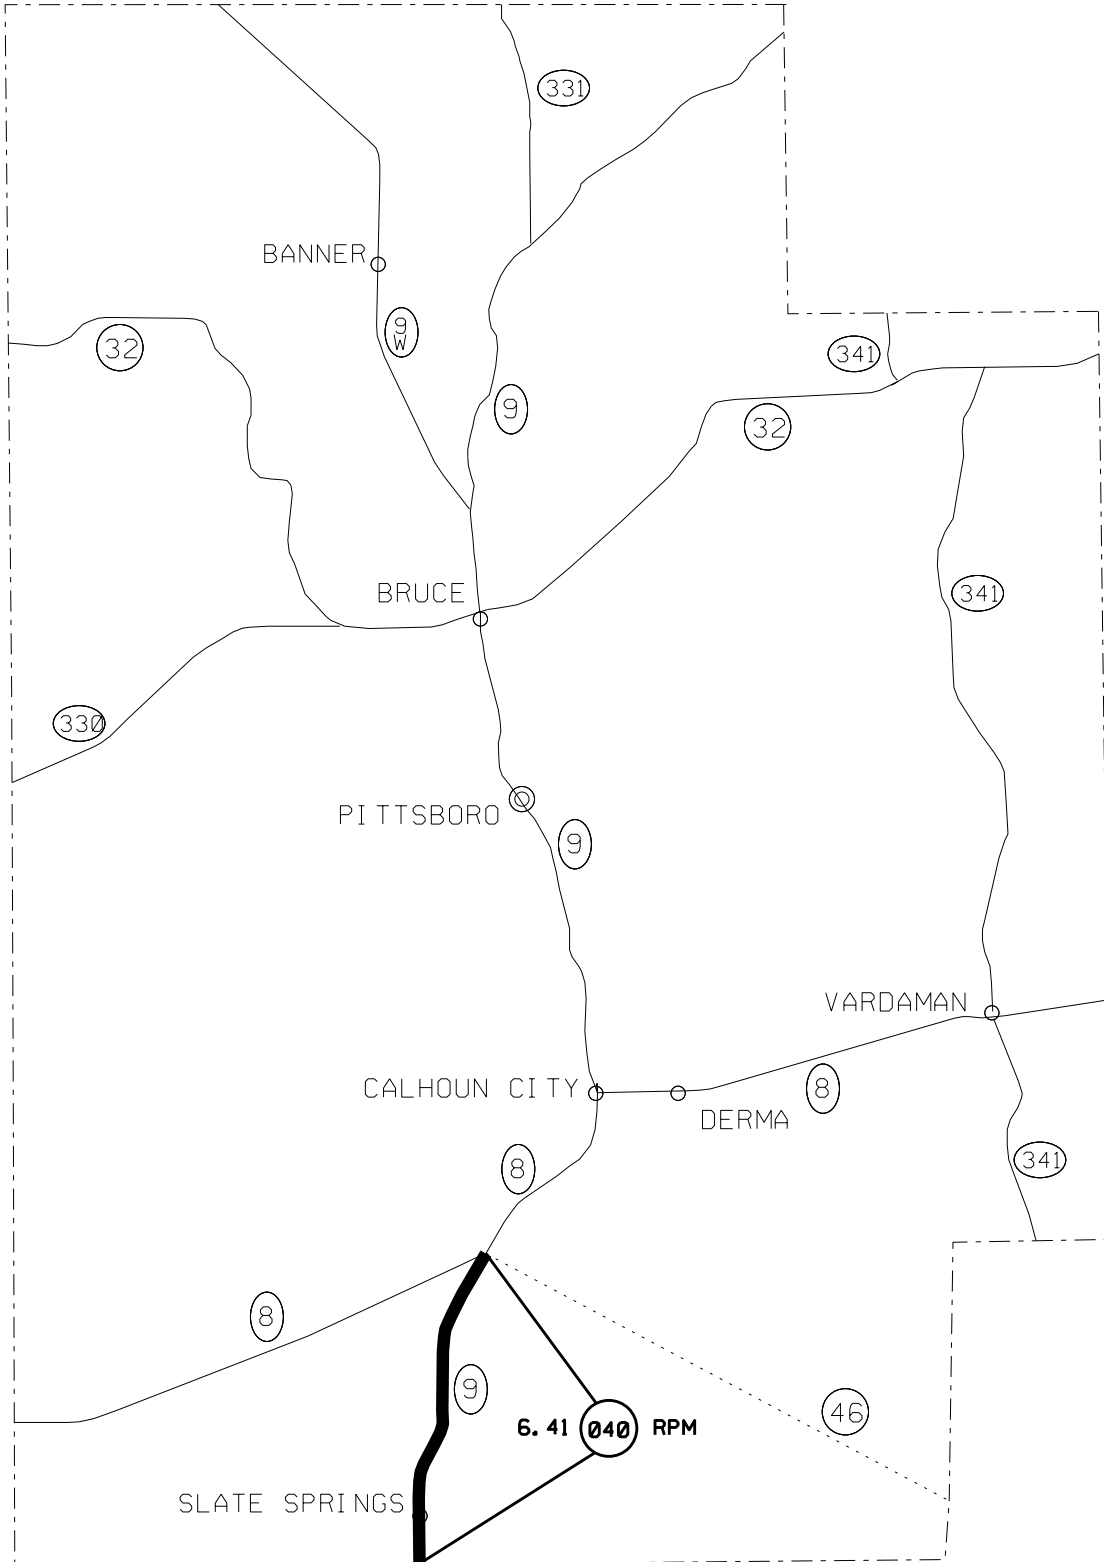 331
BANNER
9
W
32
341
9
32
BRUCE
341
330
PITTSBORO
9
VARDAMAN
CALHOUN CITY
8
DERMA
8
341
8
9
46
6.41 040 RPM
SLATE SPRINGS